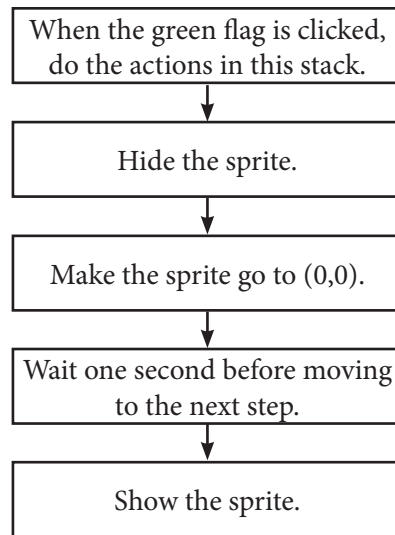 When the green flag is clicked,
do the actions in this stack.
Hide the sprite.
Make the sprite go to (0,0).
Wait one second before moving
to the next step.
Show the sprite.